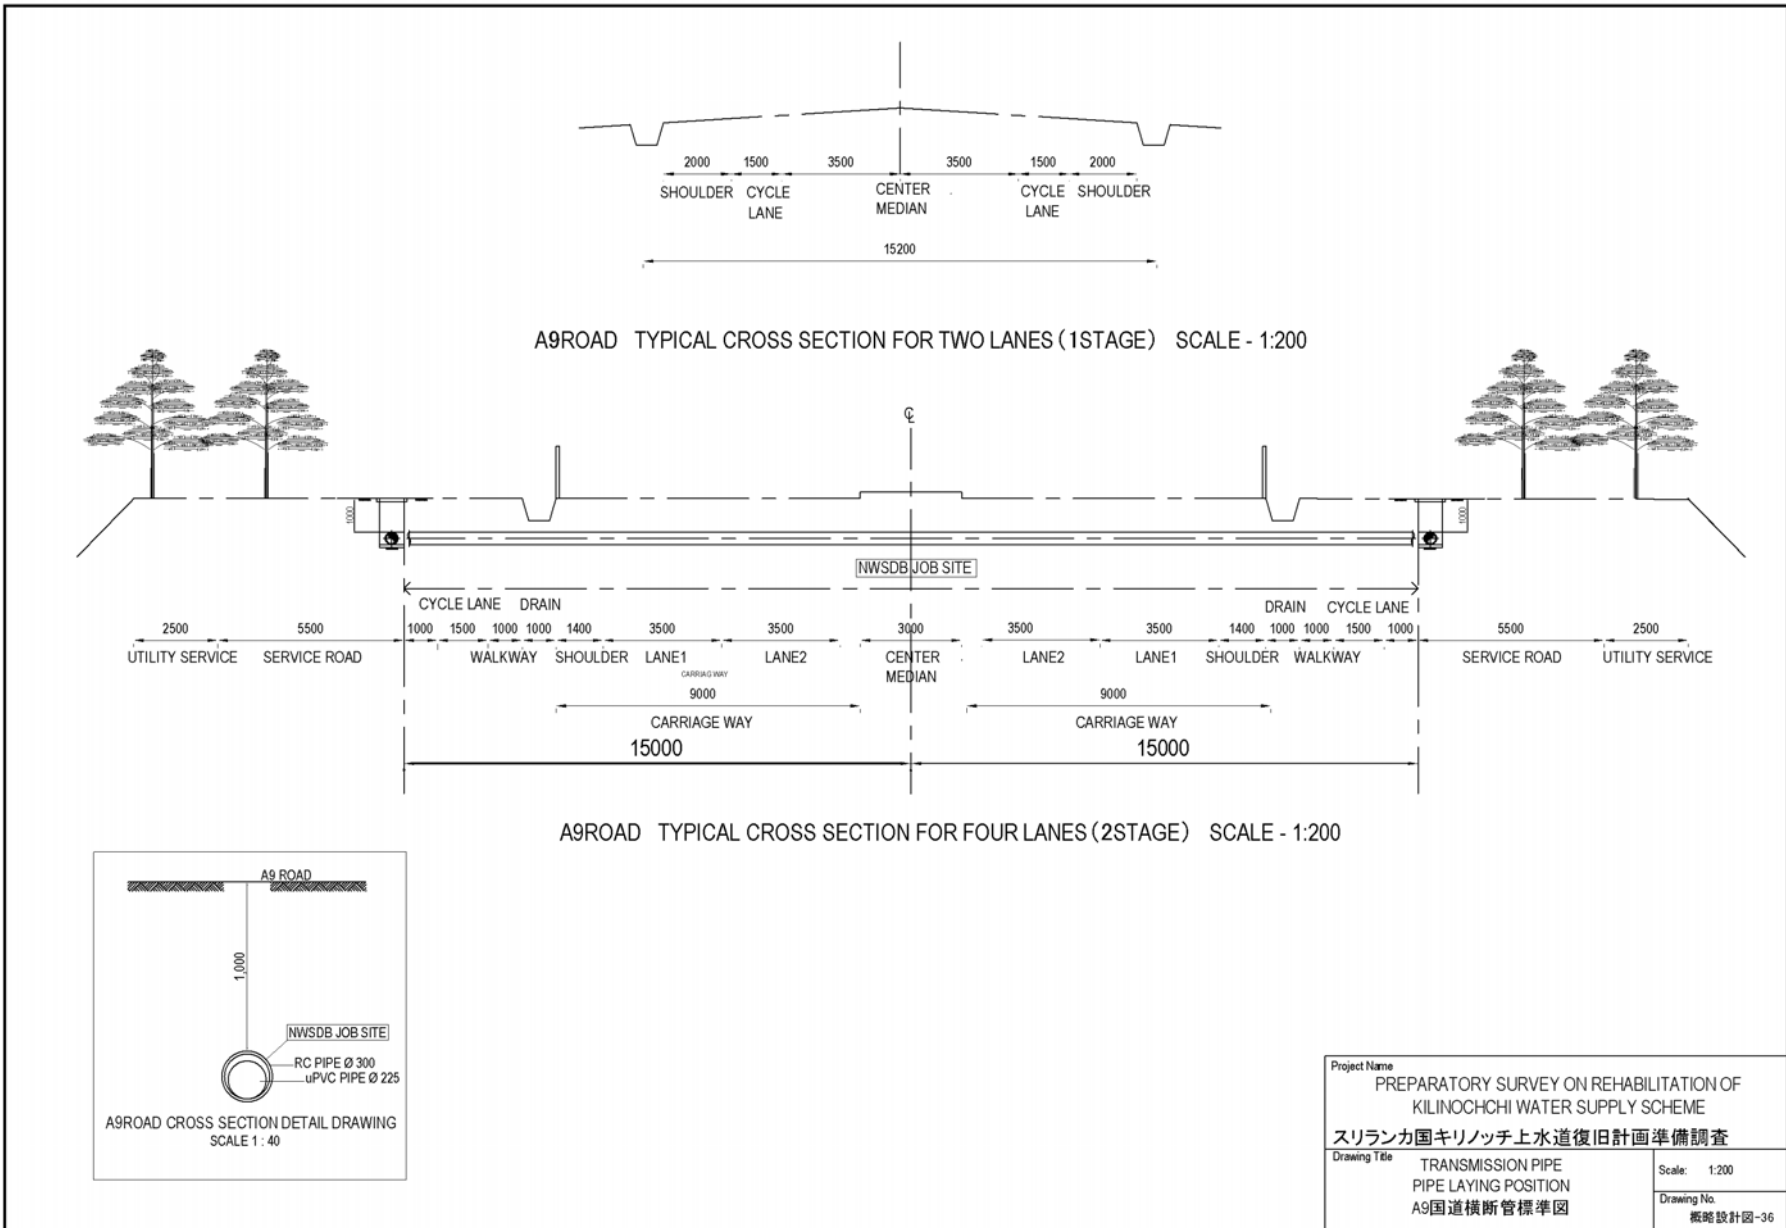 2000 1500 3500 3500 1500 2000
SHOULDER CYCLE LANE CENTER MEDIAN CYCLE LANE SHOULDER
15200
A9ROAD TYPICAL CROSS SECTION FOR TWO LANES (1STAGE) SCALE - 1:200
℄
1000 1000
NWSDB JOB SITE
CYCLE LANE DRAIN DRAIN CYCLE LANE
2500 5500 1000 1500 1000 1000 1400 3500 3500 3000 3500 3500 1400 1000 1000 1500 1000 5500 2500
UTILITY SERVICE SERVICE ROAD WALKWAY SHOULDER LANE1 LANE2 CENTER MEDIAN LANE2 LANE1 SHOULDER WALKWAY SERVICE ROAD UTILITY SERVICE
CARRIAG WAY
9000 9000
CARRIAGE WAY CARRIAGE WAY
15000 15000
A9ROAD TYPICAL CROSS SECTION FOR FOUR LANES (2STAGE) SCALE - 1:200
A9 ROAD
1,000
NWSDB JOB SITE
RC PIPE Ø 300
uPVC PIPE Ø 225
A9ROAD CROSS SECTION DETAIL DRAWING
SCALE 1 : 40
Project Name
PREPARATORY SURVEY ON REHABILITATION OF
KILINOCHCHI WATER SUPPLY SCHEME
スリランカ国キリノッチ上水道復旧計画準備調査
Drawing Title
TRANSMISSION PIPE
PIPE LAYING POSITION
A9国道横断管標準図
Scale: 1:200
Drawing No.
概略設計図-36